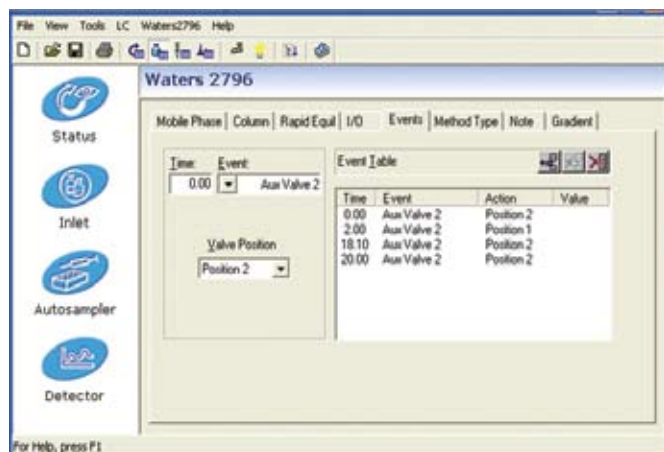 File View Tools LC Waters2796 Help
Waters 2796
Status
Inlet
Autosampler
Detector
Mobile Phase Column Rapid Equil I/O Events Method Type Note Gradient
Time: Event:
0.00 Aux Valve 2
Valve Position
Position 2
Event Table
Time Event Action Value
0.00 Aux Valve 2 Position 2
2.00 Aux Valve 2 Position 1
18.10 Aux Valve 2 Position 2
20.00 Aux Valve 2 Position 2
For Help, press F1